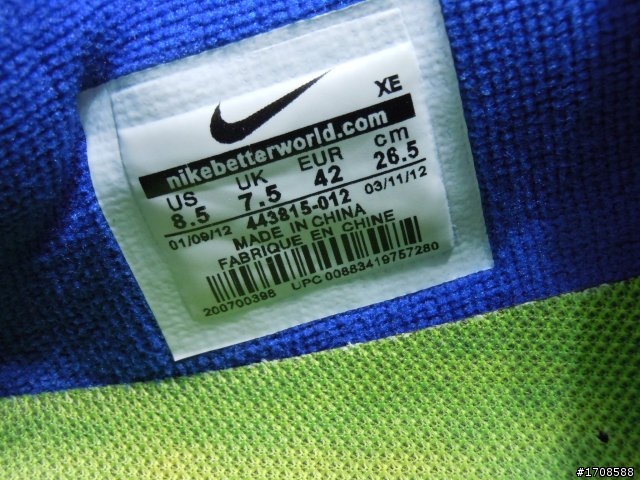 XE
nikebetterworld.com
US UK EUR cm
8.5 7.5 42 26.5
01/09/12 443815-012 03/11/12
MADE IN CHINA
FABRIQUE EN CHINE
200700398 UPC 00883419757280
#1708588